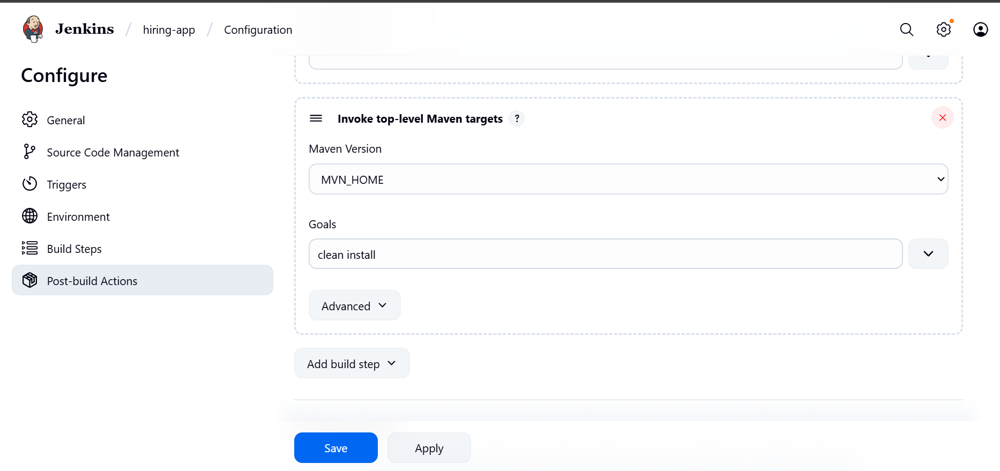 Jenkins / hiring-app / Configuration
Configure
General
Source Code Management
Triggers
Environment
Build Steps
Post-build Actions
Invoke top-level Maven targets ?
Maven Version
MVN_HOME
Goals
clean install
Advanced
Add build step
Save
Apply